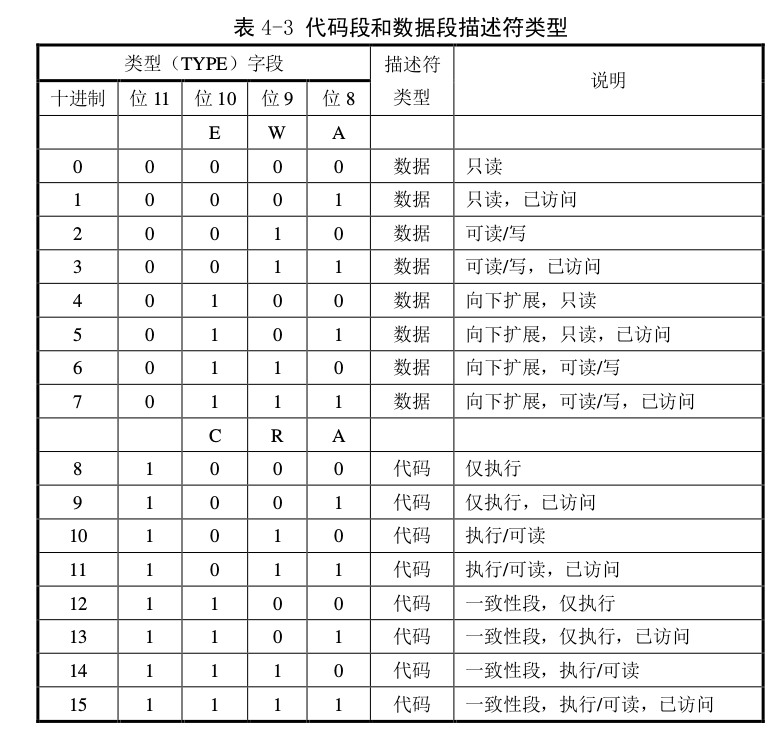 表 4-3 代码段和数据段描述符类型
类型（TYPE）字段 描述符类型 说明
十进制 位 11 位 10 位 9 位 8
E W A
0 0 0 0 0 数据 只读
1 0 0 0 1 数据 只读，已访问
2 0 0 1 0 数据 可读/写
3 0 0 1 1 数据 可读/写，已访问
4 0 1 0 0 数据 向下扩展，只读
5 0 1 0 1 数据 向下扩展，只读，已访问
6 0 1 1 0 数据 向下扩展，可读/写
7 0 1 1 1 数据 向下扩展，可读/写，已访问
C R A
8 1 0 0 0 代码 仅执行
9 1 0 0 1 代码 仅执行，已访问
10 1 0 1 0 代码 执行/可读
11 1 0 1 1 代码 执行/可读，已访问
12 1 1 0 0 代码 一致性段，仅执行
13 1 1 0 1 代码 一致性段，仅执行，已访问
14 1 1 1 0 代码 一致性段，执行/可读
15 1 1 1 1 代码 一致性段，执行/可读，已访问